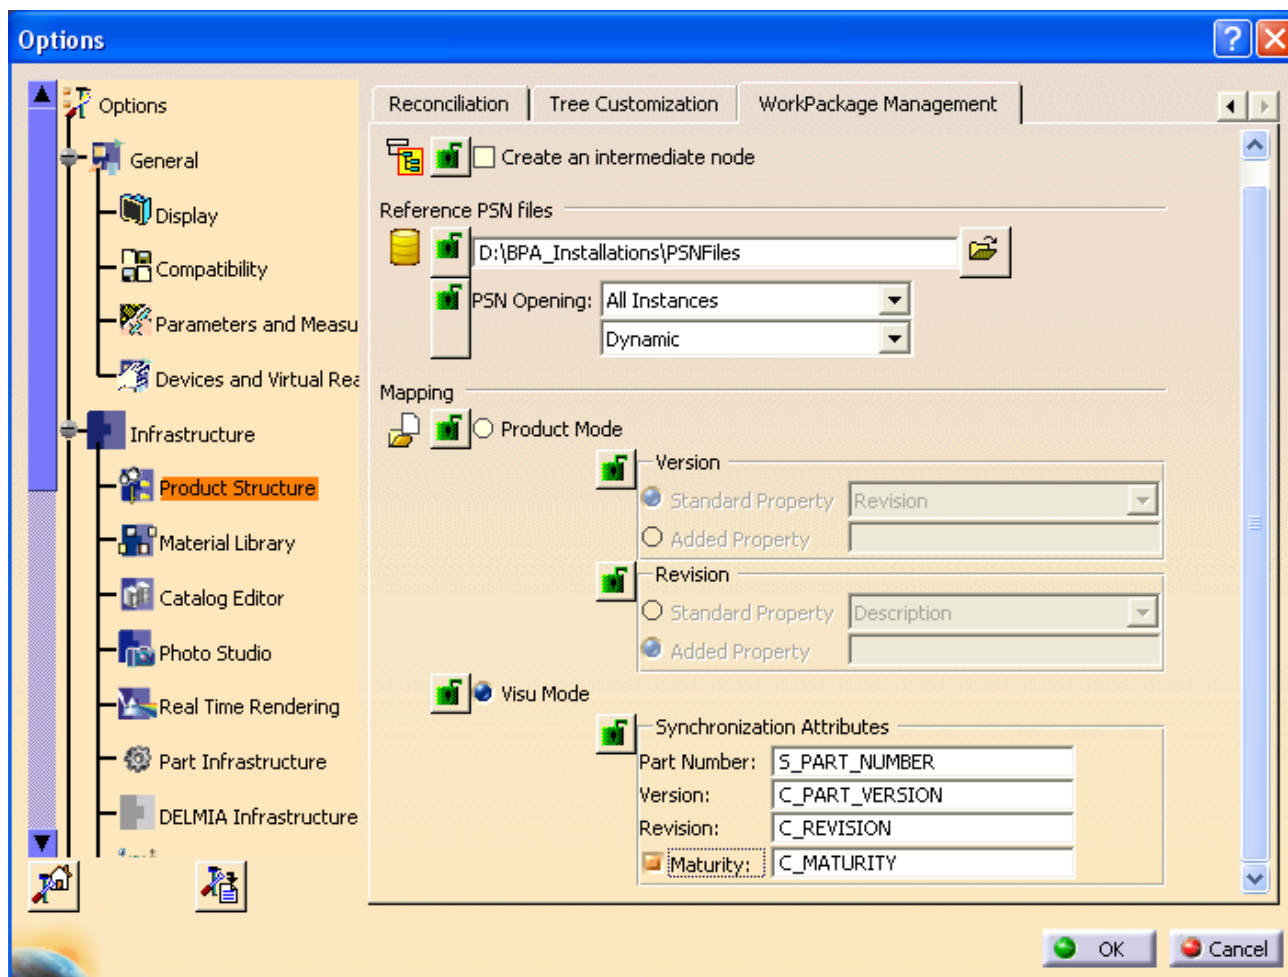 Options
Options
General
Display
Compatibility
Parameters and Measu
Devices and Virtual Rea
Infrastructure
Product Structure
Material Library
Catalog Editor
Photo Studio
Real Time Rendering
Part Infrastructure
DELMIA Infrastructure
Reconciliation Tree Customization WorkPackage Management
Create an intermediate node
Reference PSN files
D:\BPA_Installations\PSNFiles
PSN Opening: All Instances
Dynamic
Mapping
Product Mode
Version
Standard Property Revision
Added Property
Revision
Standard Property Description
Added Property
Visu Mode
Synchronization Attributes
Part Number: S_PART_NUMBER
Version: C_PART_VERSION
Revision: C_REVISION
Maturity: C_MATURITY
OK Cancel